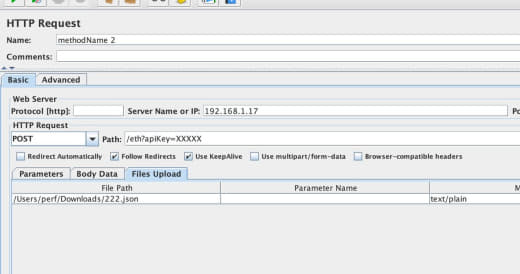 HTTP Request
Name: methodName 2
Comments:
Basic Advanced
Web Server
Protocol [http]: Server Name or IP: 192.168.1.17
HTTP Request
POST Path: /eth?apiKey=XXXXX
Redirect Automatically Follow Redirects Use KeepAlive Use multipart/form-data Browser-compatible headers
Parameters Body Data Files Upload
File Path Parameter Name
/Users/perf/Downloads/222.json text/plain